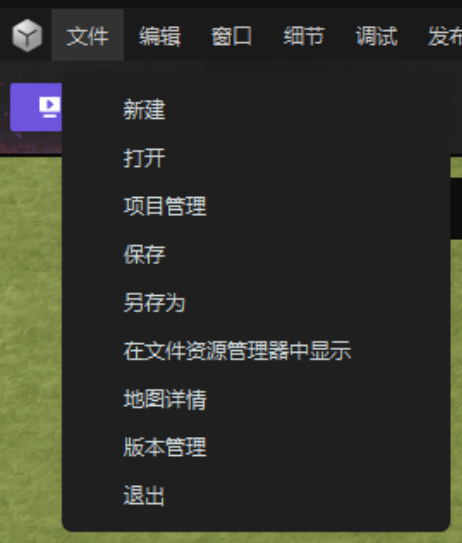 文件 编辑 窗口 细节 调试 发布
新建
打开
项目管理
保存
另存为
在文件资源管理器中显示
地图详情
版本管理
退出